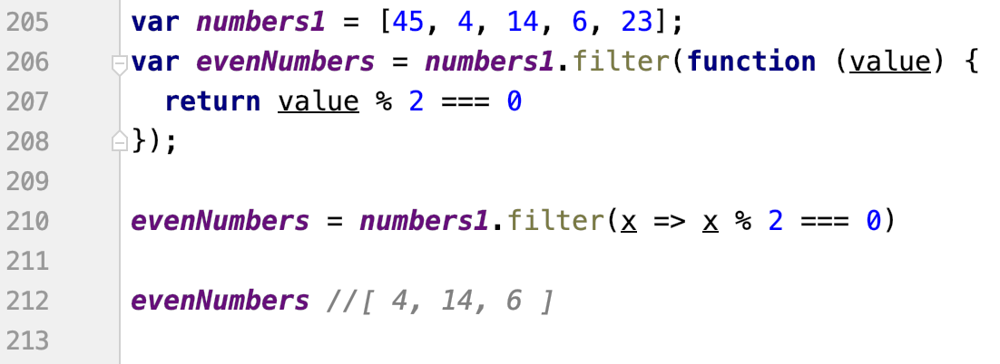 205 var numbers1 = [45, 4, 14, 6, 23];
206 var evenNumbers = numbers1.filter(function (value) {
207   return value % 2 === 0
208 });
209
210 evenNumbers = numbers1.filter(x => x % 2 === 0)
211
212 evenNumbers //[ 4, 14, 6 ]
213